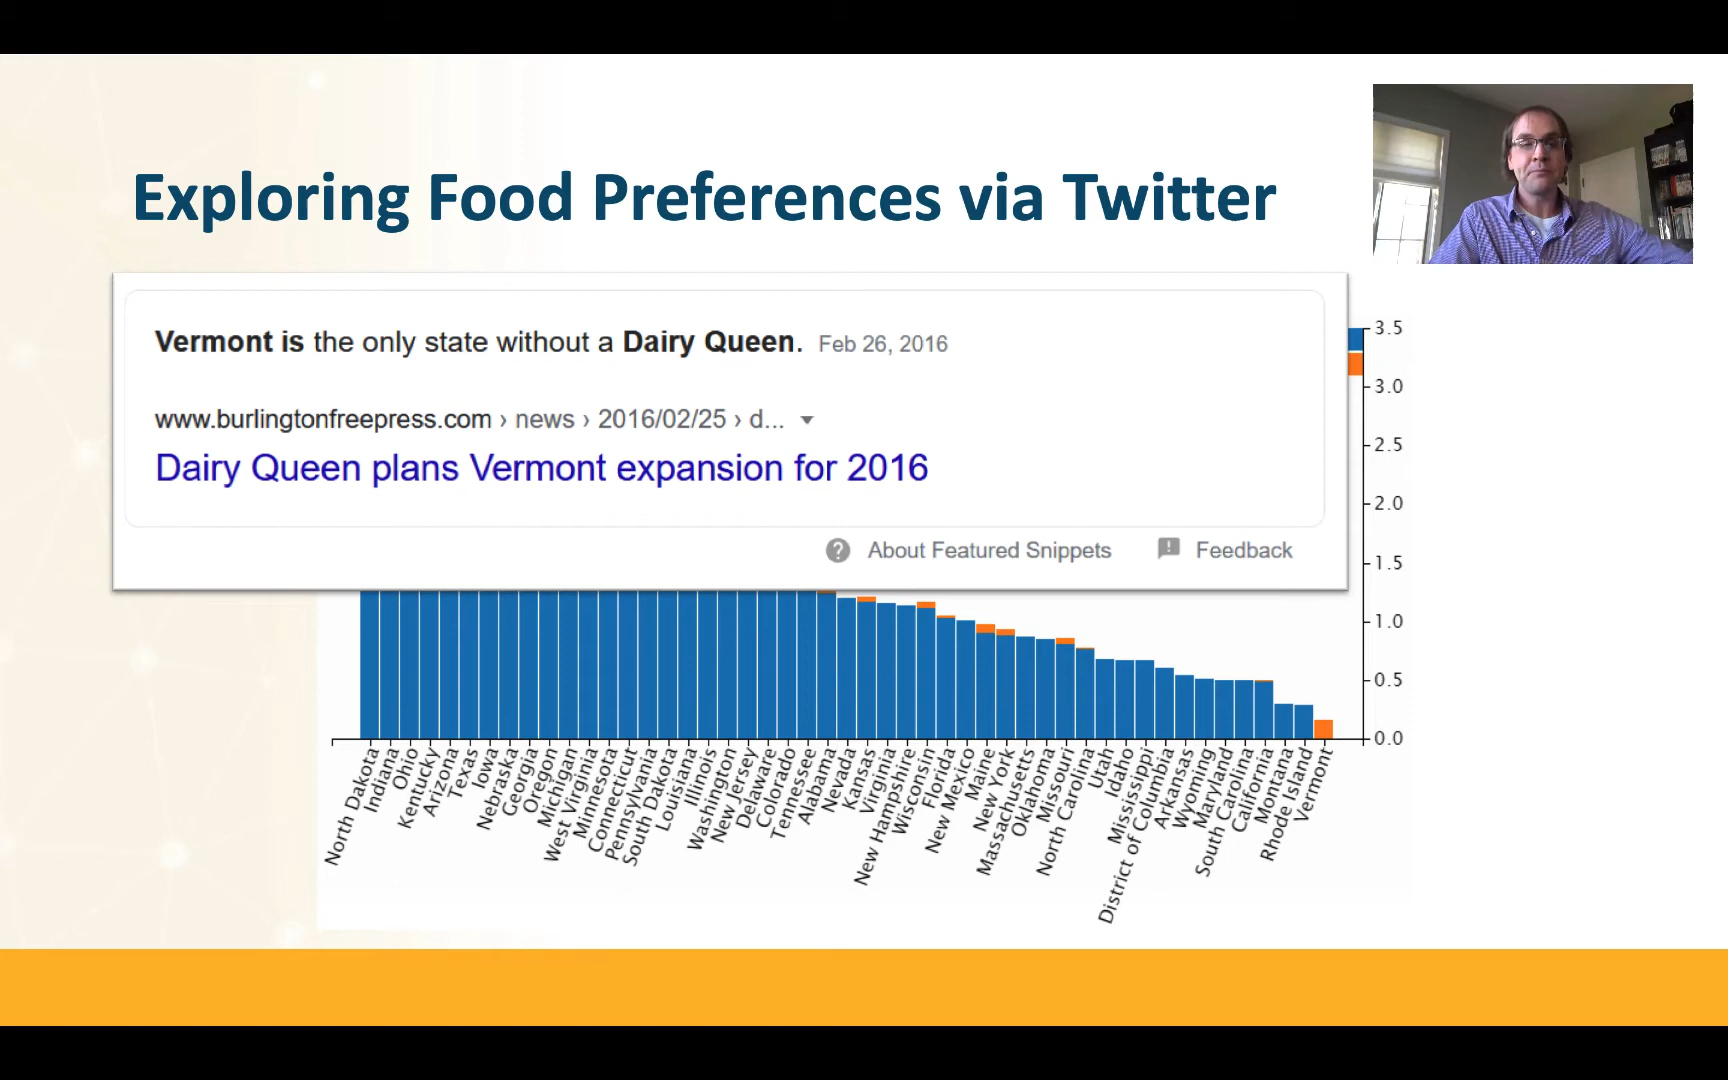 Exploring Food Preferences via Twitter
Vermont is the only state without a Dairy Queen. Feb 26, 2016
www.burlingtonfreepress.com › news › 2016/02/25 › d...
Dairy Queen plans Vermont expansion for 2016
About Featured Snippets Feedback
3.5
3.0
2.5
2.0
1.5
1.0
0.5
0.0
North Dakota
Indiana
Ohio
Kentucky
Arizona
Texas
Iowa
Nebraska
Georgia
Oregon
Michigan
West Virginia
Minnesota
Connecticut
Pennsylvania
South Dakota
Louisiana
Illinois
Washington
New Jersey
Delaware
Colorado
Tennessee
Alabama
Nevada
Kansas
Virginia
New Hampshire
Wisconsin
Florida
New Mexico
Maine
New York
Massachusetts
Oklahoma
Missouri
North Carolina
Utah
Idaho
Mississippi
District of Columbia
Arkansas
Wyoming
Maryland
South Carolina
California
Montana
Rhode Island
Vermont